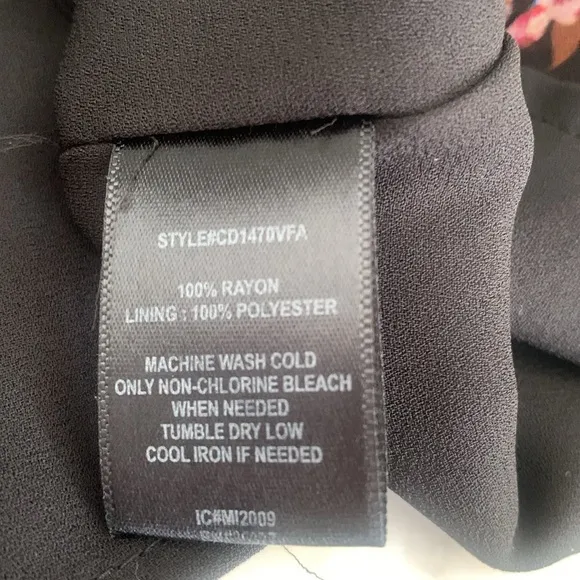 STYLE#CD1470VFA
100% RAYON
LINING : 100% POLYESTER
MACHINE WASH COLD
ONLY NON-CHLORINE BLEACH
WHEN NEEDED
TUMBLE DRY LOW
COOL IRON IF NEEDED
IC#MI2009